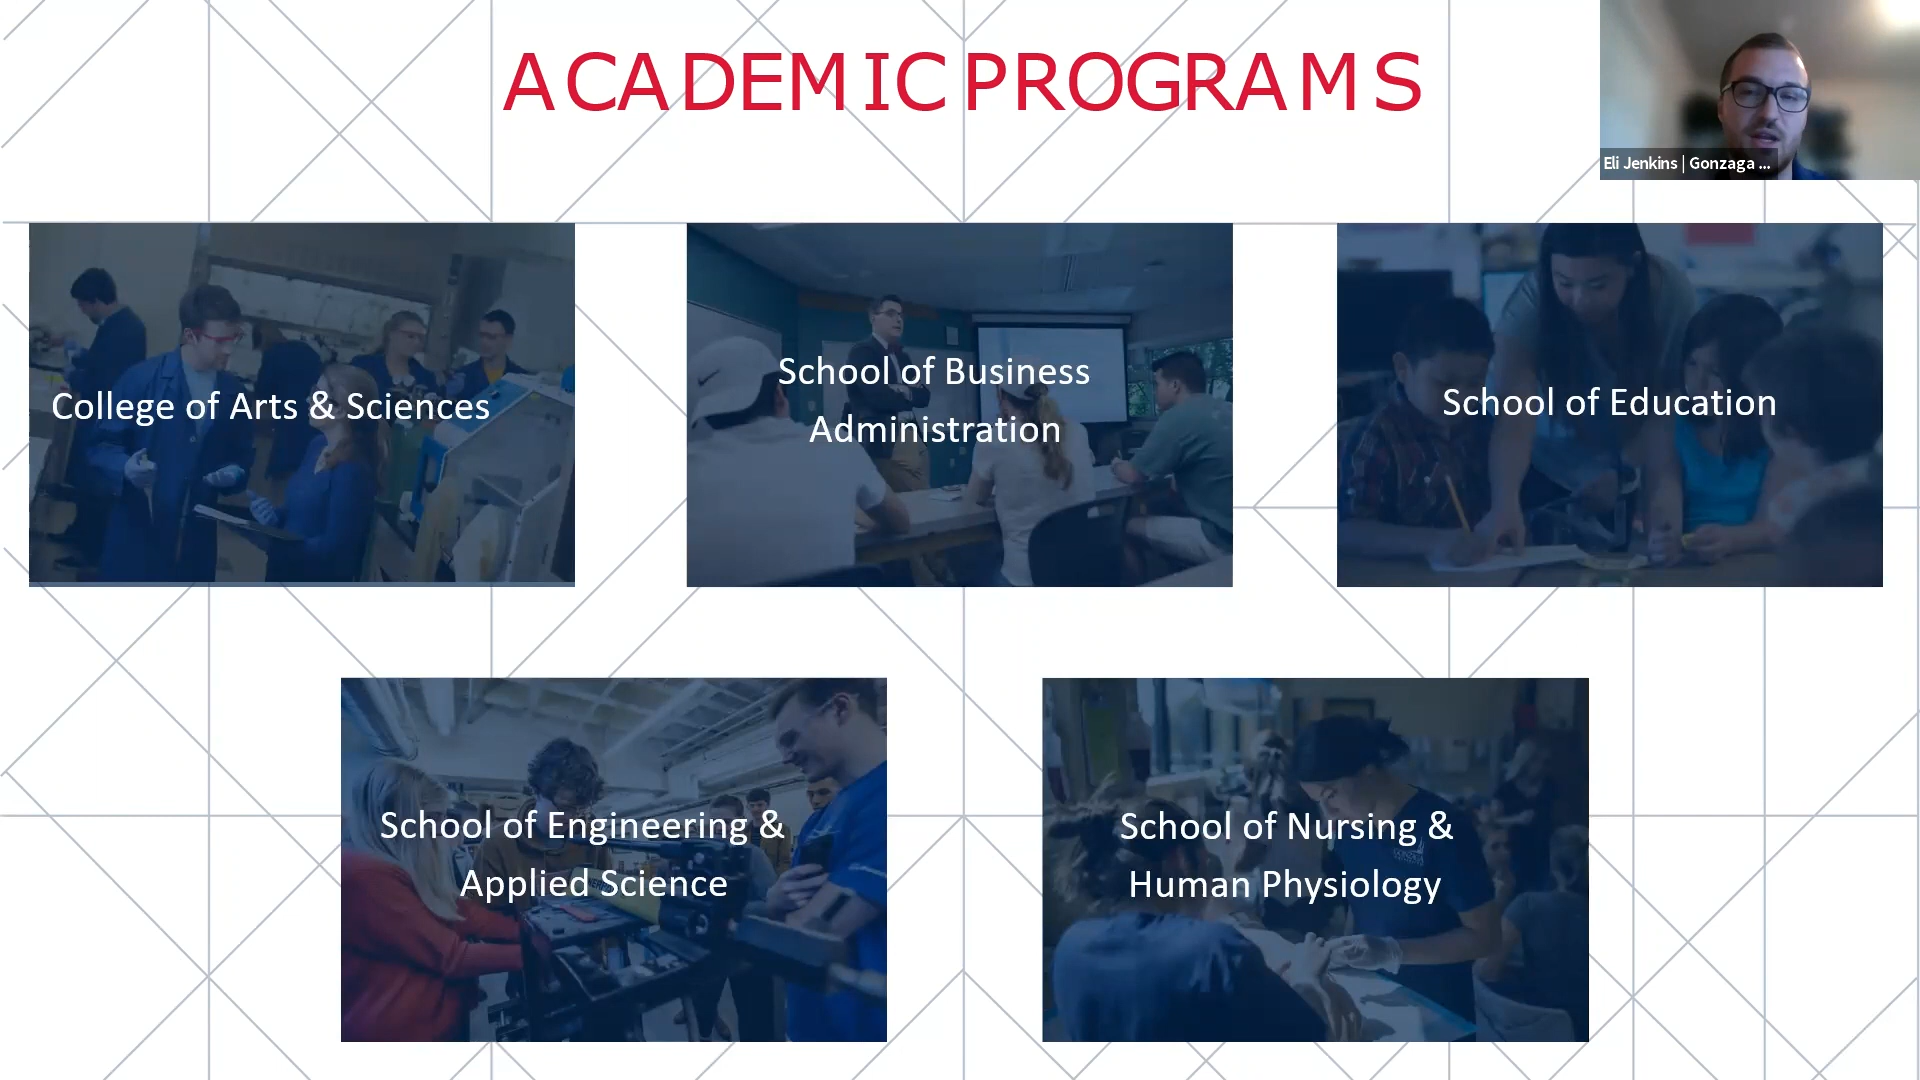 ACADEMIC PROGRAMS
Eli Jenkins | Gonzaga ...
College of Arts & Sciences
School of Business
Administration
School of Education
School of Engineering &
Applied Science
School of Nursing &
Human Physiology